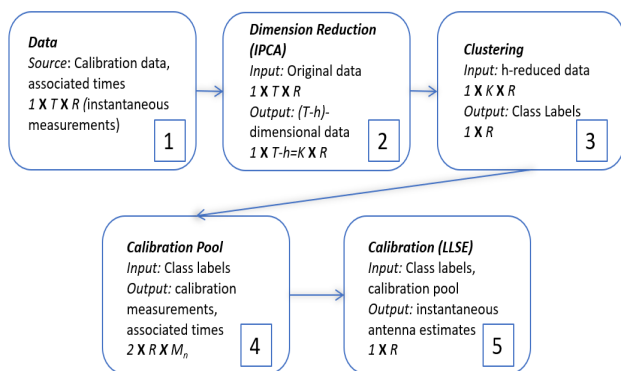 Data
Source: Calibration data,
associated times
1 X T X R (instantaneous
measurements)
1
Dimension Reduction
(IPCA)
Input: Original data
1 X T X R
Output: (T-h)-
dimensional data
1 X T-h=K X R
2
Clustering
Input: h-reduced data
1 X K X R
Output: Class Labels
1 X R
3
Calibration Pool
Input: Class labels
Output: calibration
measurements,
associated times
2 X R X Mn
4
Calibration (LLSE)
Input: Class labels,
calibration pool
Output: instantaneous
antenna estimates
1 X R
5